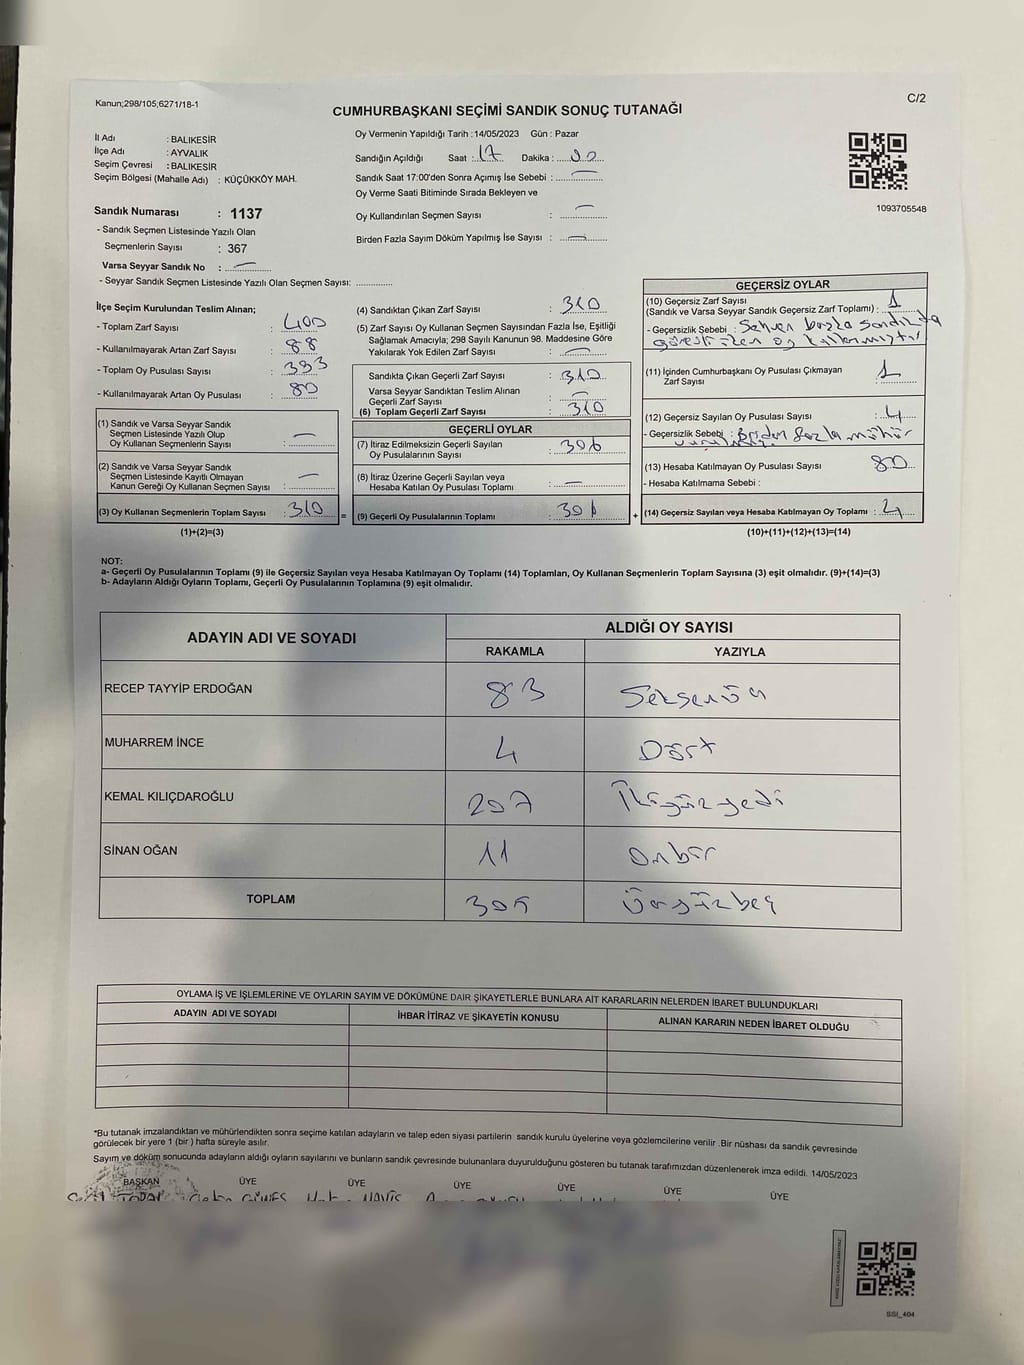 Kanun;298/105;6271/18-1
C/2
CUMHURBAŞKANI SEÇİMİ SANDIK SONUÇ TUTANAĞI
İl Adı : BALIKESİR
İlçe Adı : AYVALIK
Seçim Çevresi : BALIKESİR
Seçim Bölgesi (Mahalle Adı) : KÜÇÜKKÖY MAH.
Oy Vermenin Yapıldığı Tarih :14/05/2023 Gün : Pazar
Sandığın Açıldığı Saat : 17 Dakika : 00
Sandık Saat 17:00'den Sonra Açımış İse Sebebi : —
Oy Verme Saati Bitiminde Sırada Bekleyen ve
Oy Kullandırılan Seçmen Sayısı : —
Birden Fazla Sayım Döküm Yapılmış İse Sayısı : —
1093705548
Sandık Numarası : 1137
- Sandık Seçmen Listesinde Yazılı Olan
Seçmenlerin Sayısı : 367
Varsa Seyyar Sandık No : —
- Seyyar Sandık Seçmen Listesinde Yazılı Olan Seçmen Sayısı: ..............
İlçe Seçim Kurulundan Teslim Alınan;
- Toplam Zarf Sayısı : 400
- Kullanılmayarak Artan Zarf Sayısı : 88
- Toplam Oy Pusulası Sayısı : 393
- Kullanılmayarak Artan Oy Pusulası : 80
(1) Sandık ve Varsa Seyyar Sandık
Seçmen Listesinde Yazılı Olup
Oy Kullanan Seçmenlerin Sayısı : —
(2) Sandık ve Varsa Seyyar Sandık
Seçmen Listesinde Kayıtlı Olmayan
Kanun Gereği Oy Kullanan Seçmen Sayısı : —
(3) Oy Kullanan Seçmenlerin Toplam Sayısı : 310 =
(1)+(2)=(3)
(4) Sandıktan Çıkan Zarf Sayısı : 310
(5) Zarf Sayısı Oy Kullanan Seçmen Sayısından Fazla İse, Eşitliği
Sağlamak Amacıyla; 298 Sayılı Kanunun 98. Maddesine Göre
Yakılarak Yok Edilen Zarf Sayısı : —
Sandıkta Çıkan Geçerli Zarf Sayısı : 310
Varsa Seyyar Sandıktan Teslim Alınan
Geçerli Zarf Sayısı : —
(6) Toplam Geçerli Zarf Sayısı : 310
GEÇERLİ OYLAR
(7) İtiraz Edilmeksizin Geçerli Sayılan
Oy Pusulalarının Sayısı : 306
(8) İtiraz Üzerine Geçerli Sayılan veya
Hesaba Katılan Oy Pusulası Toplamı : —
(9) Geçerli Oy Pusulalarının Toplamı : 306 +
GEÇERSİZ OYLAR
(10) Geçersiz Zarf Sayısı
(Sandık ve Varsa Seyyar Sandık Geçersiz Zarf Toplamı) : 1
- Geçersizlik Sebebi : Sehven başka sandıkta
görevli
(11) İçinden Cumhurbaşkanı Oy Pusulası Çıkmayan
Zarf Sayısı : 1
(12) Geçersiz Sayılan Oy Pusulası Sayısı : 4
- Geçersizlik Sebebi : Birden fazla mühür
(13) Hesaba Katılmayan Oy Pusulası Sayısı : 80
- Hesaba Katılmama Sebebi :
(14) Geçersiz Sayılan veya Hesaba Katılmayan Oy Toplamı : 4
(10)+(11)+(12)+(13)=(14)
NOT:
a- Geçerli Oy Pusulaları Toplamı (9) ile Geçersiz Sayılan veya Hesaba Katılmayan Oy Toplamı (14) Toplamları, Oy Kullanan Seçmenlerin Toplam Sayısına (3) eşit olmalıdır. (9)+(14)=(3)
b- Adayların Aldığı Oyların Toplamı, Geçerli Oy Pusulalarının Toplamına (9) eşit olmalıdır.
ADAYIN ADI VE SOYADI
ALDIĞI OY SAYISI
RAKAMLA YAZIYLA
RECEP TAYYİP ERDOĞAN 83 Seksenüç
MUHARREM İNCE 4 Dört
KEMAL KILIÇDAROĞLU 207 İkiyüzyedi
SİNAN OĞAN 11 Onbir
TOPLAM 305 Üçyüzbeş
OYLAMA İŞ VE İŞLEMLERİNE VE OYLARIN SAYIM VE DÖKÜMÜNE DAİR ŞİKAYETLERLE BUNLARA AİT KARARLARIN NELERDEN İBARET BULUNDUKLARI
ADAYIN ADI VE SOYADI İHBAR İTİRAZ VE ŞİKAYETİN KONUSU ALINAN KARARIN NEDEN İBARET OLDUĞU
*Bu tutanak imzalandıktan ve mühürlendikten sonra seçime katılan adayların ve talep eden siyasi partilerin sandık kurulu üyelerine veya gözlemcilerine verilir .Bir nüshası da sandık çevresinde
görülecek bir yere 1 (bir ) hafta süreyle asılır.
Sayım ve döküm sonucunda adayların aldığı oyların sayılarını ve bunların sandık çevresinde bulunanlara duyurulduğunu gösteren bu tutanak tarafımızdan düzenlenerek imza edildi. 14/05/2023
BAŞKAN ÜYE ÜYE ÜYE ÜYE ÜYE ÜYE
SSI_404